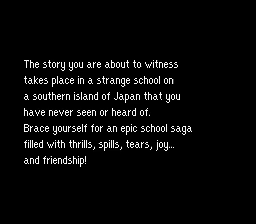 The story you are about to witness
takes place in a strange school on
a southern island of Japan that you
have never seen or heard of.
Brace yourself for an epic school saga
filled with thrills, spills, tears, joy...
and friendship!